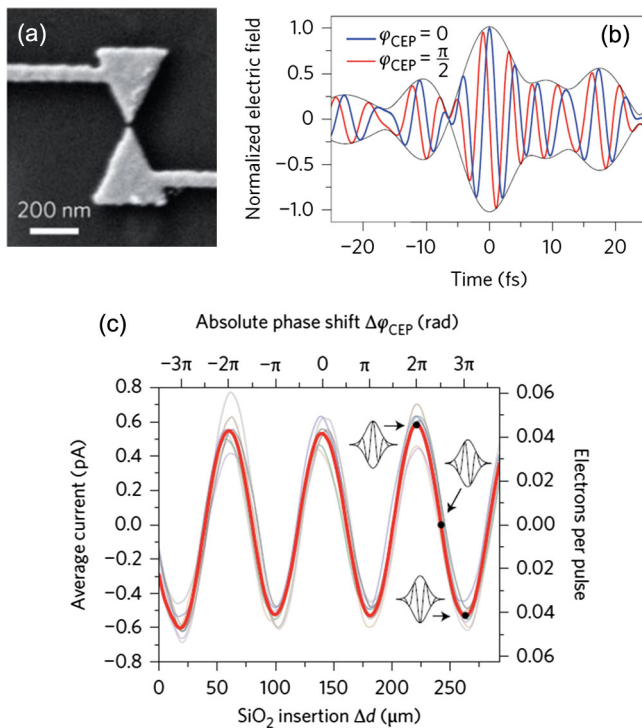 (a)
200 nm
(b)
φCEP = 0
φCEP = π/2
Normalized electric field
1.0
0.5
0
−0.5
−1.0
−20
−10
0
10
20
Time (fs)
(c)
Absolute phase shift ΔφCEP (rad)
−3π
−2π
−π
0
π
2π
3π
Average current (pA)
0.8
0.6
0.4
0.2
0.0
−0.2
−0.4
−0.6
−0.8
0.06
0.04
0.02
0.00
0.02
0.04
0.06
Electrons per pulse
0
50
100
150
200
250
SiO2 insertion Δd (μm)